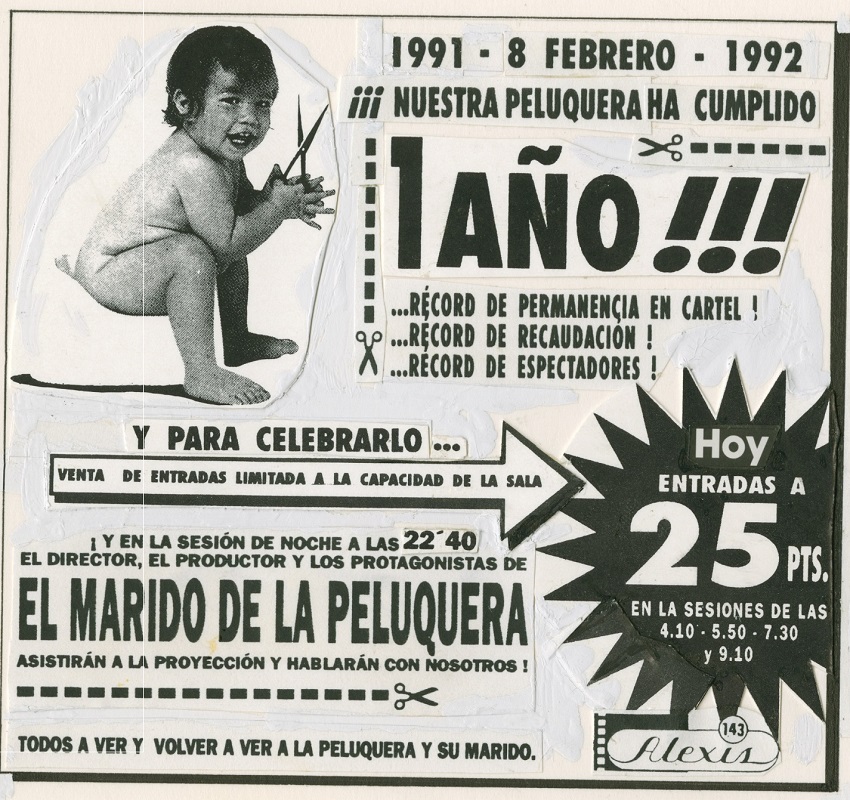 1991 - 8 FEBRERO - 1992
¡¡¡ NUESTRA PELUQUERA HA CUMPLIDO
1 AÑO !!!
...RÉCORD DE PERMANENÇIA EN CARTEL !
...RÉCORD DE RECAUDACIÓN !
...RÉCORD DE ESPECTADORES !
Y PARA CELEBRARLO ...
VENTA DE ENTRADAS LIMITADA A LA CAPACIDAD DE LA SALA
Hoy
ENTRADAS A
25 PTS.
EN LA SESIONES DE LAS
4.10 - 5.50 - 7.30
y 9.10
¡ Y EN LA SESIÓN DE NOCHE A LAS 22´40
EL DIRECTOR, EL PRODUCTOR Y LOS PROTAGONISTAS DE
EL MARIDO DE LA PELUQUERA
ASISTIRÁN A LA PROYECCIÓN Y HABLARÁN CON NOSOTROS !
TODOS A VER Y VOLVER A VER A LA PELUQUERA Y SU MARIDO.
143
Alexis